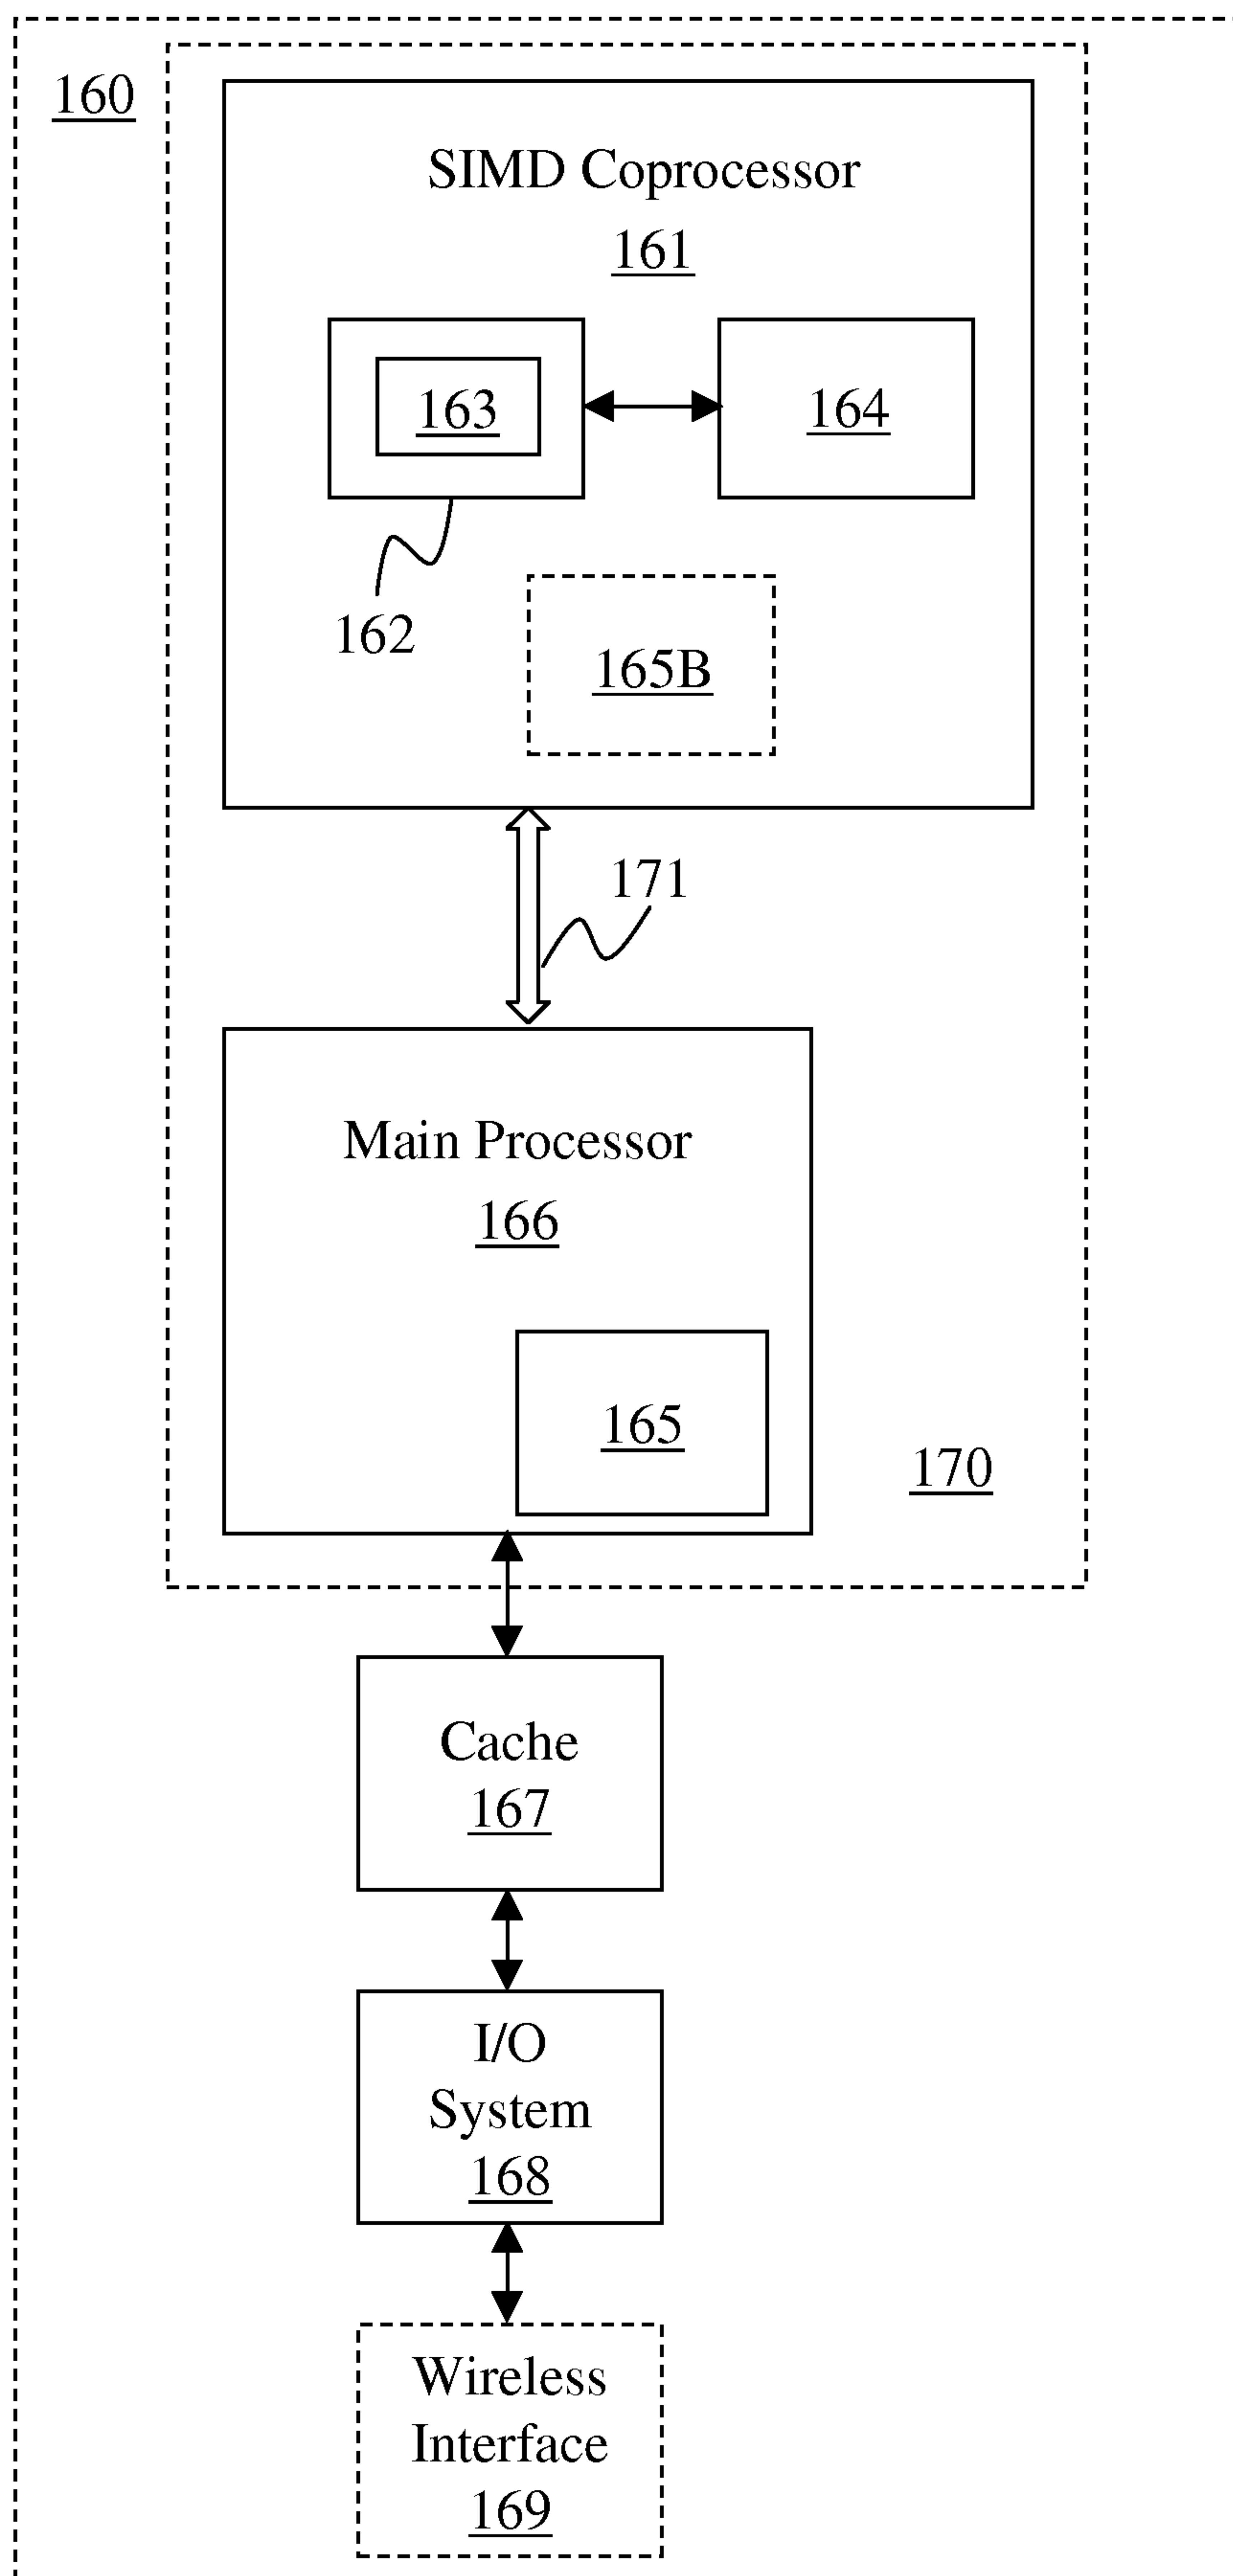 160
SIMD Coprocessor
161
163
164
162
165B
171
Main Processor
166
165
170
Cache
167
I/O
System
168
Wireless
Interface
169